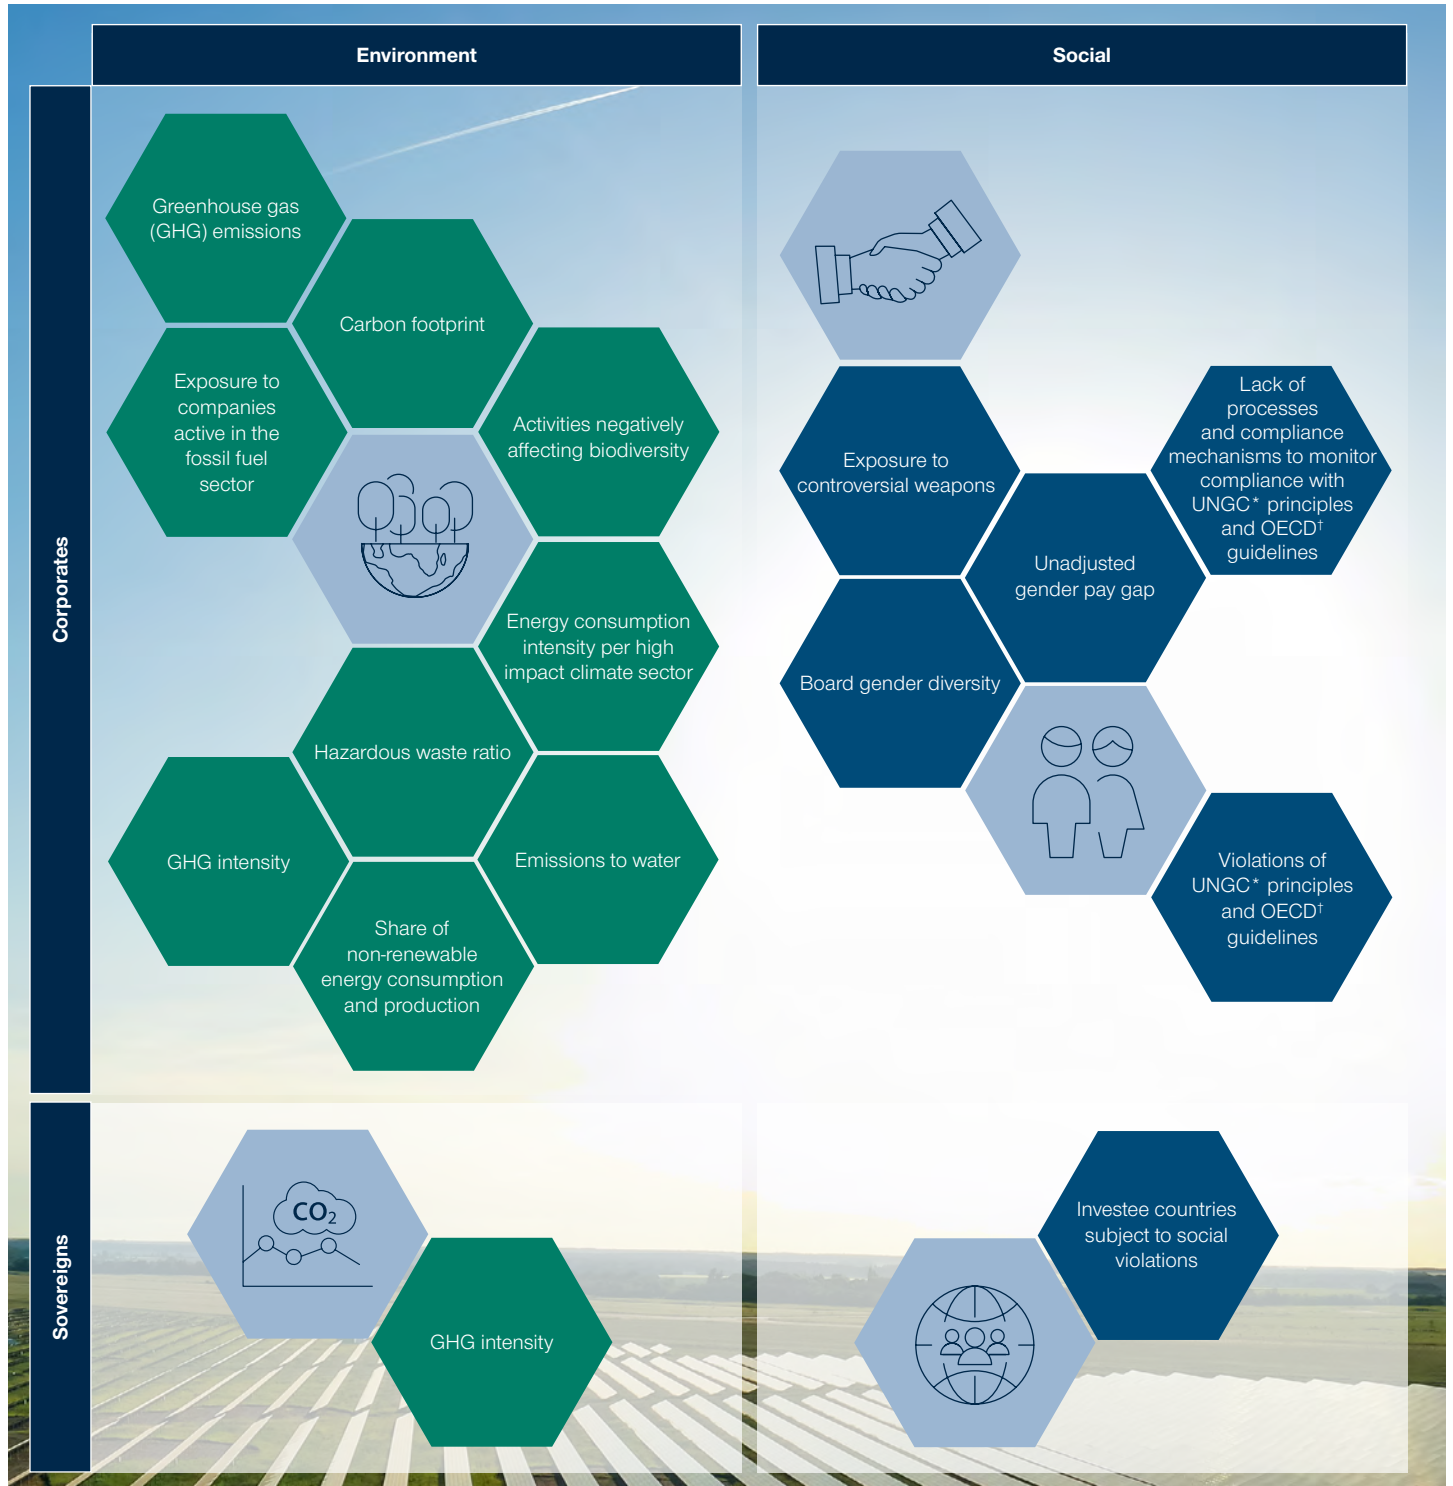 Environment
Social
Corporates
Greenhouse gas
(GHG) emissions
Carbon footprint
Exposure to
companies
active in the
fossil fuel
sector
Activities negatively
affecting biodiversity
Energy consumption
intensity per high
impact climate sector
Hazardous waste ratio
GHG intensity
Emissions to water
Share of
non-renewable
energy consumption
and production
Exposure to
controversial weapons
Lack of
processes
and compliance
mechanisms to monitor
compliance with
UNGC* principles
and OECD†
guidelines
Unadjusted
gender pay gap
Board gender diversity
Violations of
UNGC* principles
and OECD†
guidelines
Sovereigns
CO₂
GHG intensity
Investee countries
subject to social
violations